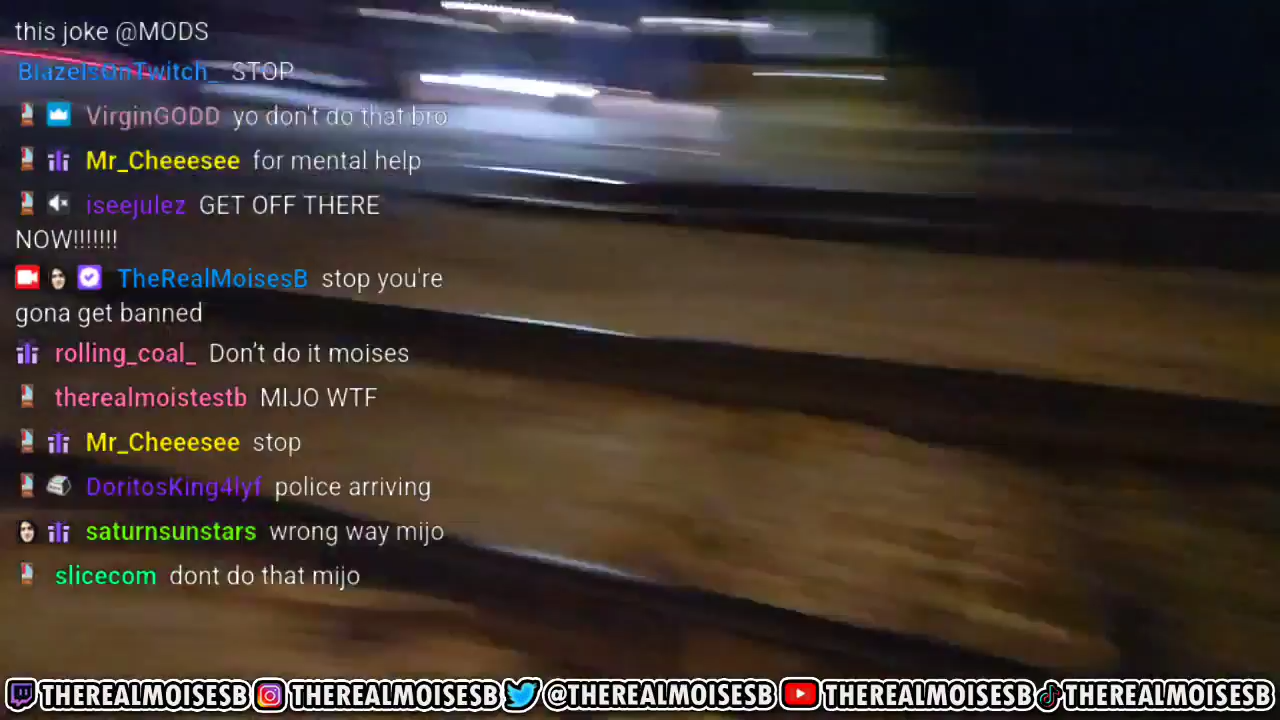 this joke @MODS
BlazeIsOnTwitch_ STOP
VirginGODD yo don't do that bro
Mr_Cheeesee for mental help
iseejulez GET OFF THERE
NOW!!!!!!!
TheRealMoisesB stop you're
gona get banned
rolling_coal_ Don't do it moises
therealmoistestb MIJO WTF
Mr_Cheeesee stop
DoritosKing4lyf police arriving
saturnsunstars wrong way mijo
slicecom dont do that mijo
THEREALMOISESB THEREALMOISESB @THEREALMOISESB THEREALMOISESB THEREALMOISESB